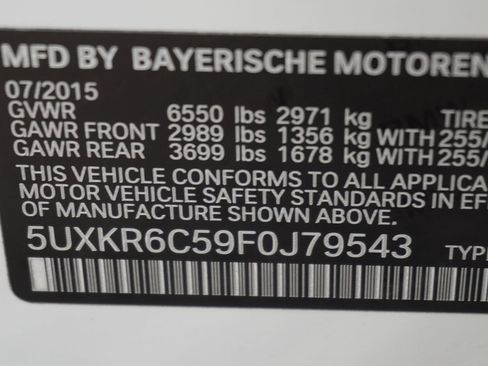 MFD BY BAYERISCHE MOTOREN
07/2015
GVWR 6550 lbs 2971 kg TIRE
GAWR FRONT 2989 lbs 1356 kg WITH 255/
GAWR REAR 3699 lbs 1678 kg WITH 255/
THIS VEHICLE CONFORMS TO ALL APPLICA
MOTOR VEHICLE SAFETY STANDARDS IN EFF
OF MANUFACTURE SHOWN ABOVE.
5UXKR6C59F0J79543 TYPE